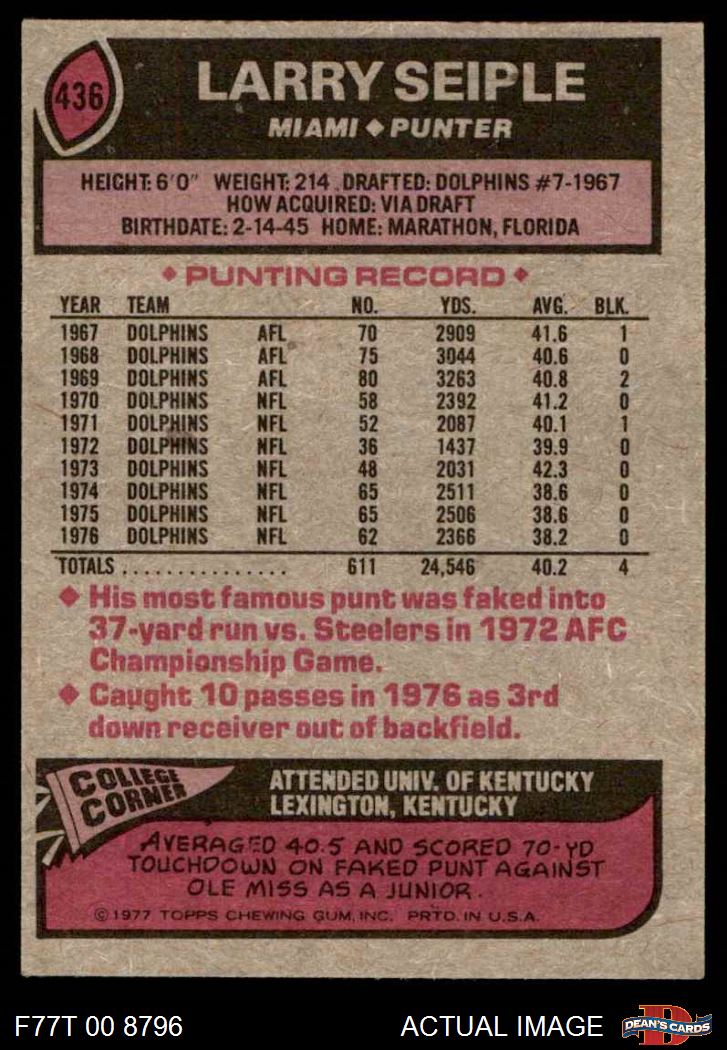 436
LARRY SEIPLE
MIAMI ◆ PUNTER
HEIGHT: 6'0" WEIGHT: 214 DRAFTED: DOLPHINS #7-1967
HOW ACQUIRED: VIA DRAFT
BIRTHDATE: 2-14-45 HOME: MARATHON, FLORIDA
◆ PUNTING RECORD ◆
YEAR TEAM NO. YDS. AVG. BLK.
1967 DOLPHINS AFL 70 2909 41.6 1
1968 DOLPHINS AFL 75 3044 40.6 0
1969 DOLPHINS AFL 80 3263 40.8 2
1970 DOLPHINS NFL 58 2392 41.2 0
1971 DOLPHINS NFL 52 2087 40.1 1
1972 DOLPHINS NFL 36 1437 39.9 0
1973 DOLPHINS NFL 48 2031 42.3 0
1974 DOLPHINS NFL 65 2511 38.6 0
1975 DOLPHINS NFL 65 2506 38.6 0
1976 DOLPHINS NFL 62 2366 38.2 0
TOTALS ............... 611 24,546 40.2 4
◆ His most famous punt was faked into
37-yard run vs. Steelers in 1972 AFC
Championship Game.
◆ Caught 10 passes in 1976 as 3rd
down receiver out of backfield.
COLLEGE
CORNER
ATTENDED UNIV. OF KENTUCKY
LEXINGTON, KENTUCKY
AVERAGED 40.5 AND SCORED 70-YD
TOUCHDOWN ON FAKED PUNT AGAINST
OLE MISS AS A JUNIOR.
© 1977 TOPPS CHEWING GUM, INC. PRTD. IN U.S.A.
F77T 00 8796 ACTUAL IMAGE
D
DEAN'S CARDS